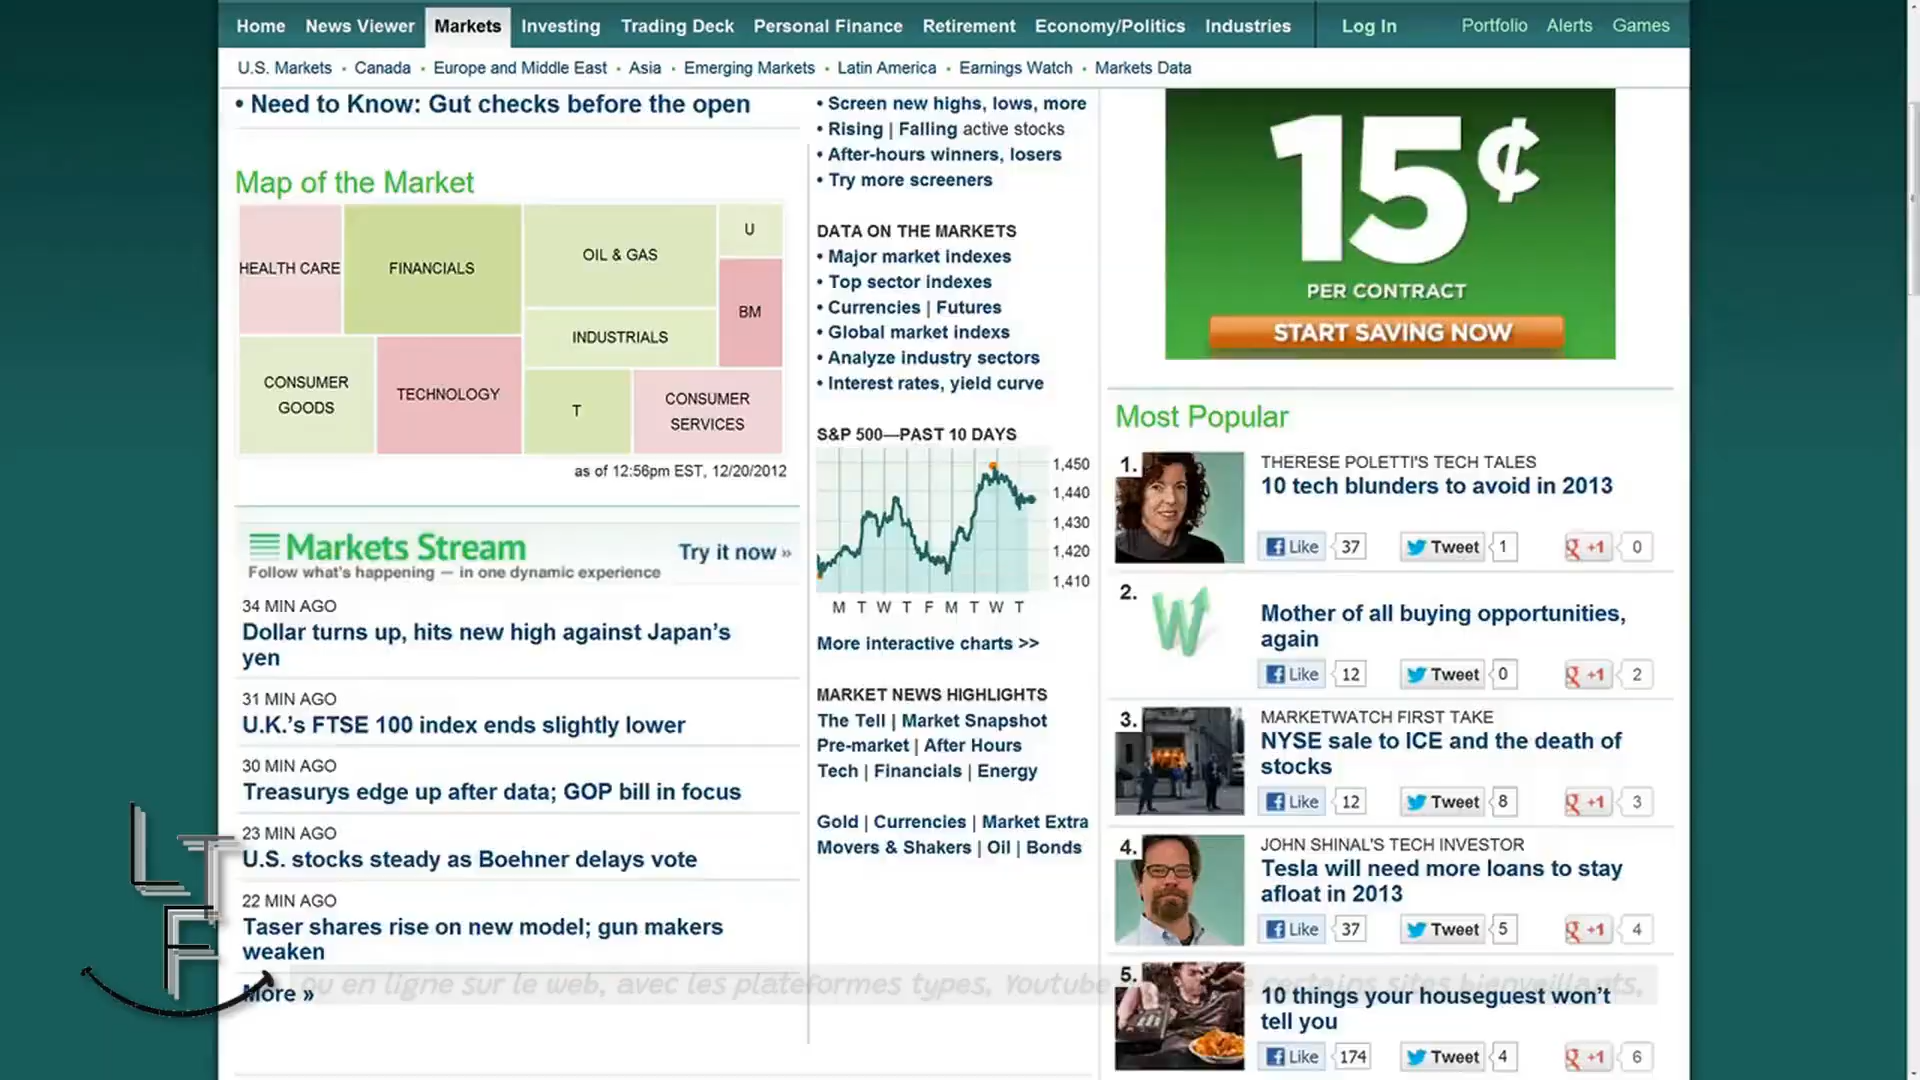 Home News Viewer Markets Investing Trading Deck Personal Finance Retirement Economy/Politics Industries Log In Portfolio Alerts Games
U.S. Markets • Canada • Europe and Middle East • Asia • Emerging Markets • Latin America • Earnings Watch • Markets Data
• Need to Know: Gut checks before the open
Map of the Market
HEALTH CARE
FINANCIALS
OIL & GAS
U
BM
INDUSTRIALS
CONSUMER
GOODS
TECHNOLOGY
T
CONSUMER
SERVICES
as of 12:56pm EST, 12/20/2012
Markets Stream
Try it now »
Follow what's happening — in one dynamic experience
34 MIN AGO
Dollar turns up, hits new high against Japan’s
yen
31 MIN AGO
U.K.’s FTSE 100 index ends slightly lower
30 MIN AGO
Treasurys edge up after data; GOP bill in focus
23 MIN AGO
U.S. stocks steady as Boehner delays vote
22 MIN AGO
Taser shares rise on new model; gun makers
weaken
More »
• Screen new highs, lows, more
• Rising | Falling active stocks
• After-hours winners, losers
• Try more screeners
DATA ON THE MARKETS
• Major market indexes
• Top sector indexes
• Currencies | Futures
• Global market indexs
• Analyze industry sectors
• Interest rates, yield curve
S&P 500—PAST 10 DAYS
1,450
1,440
1,430
1,420
1,410
M T W T F M T W T
More interactive charts >>
MARKET NEWS HIGHLIGHTS
The Tell | Market Snapshot
Pre-market | After Hours
Tech | Financials | Energy
Gold | Currencies | Market Extra
Movers & Shakers | Oil | Bonds
15¢
PER CONTRACT
START SAVING NOW
Most Popular
1.
THERESE POLETTI'S TECH TALES
10 tech blunders to avoid in 2013
Like 37 Tweet 1 +1 0
2.
Mother of all buying opportunities,
again
Like 12 Tweet 0 +1 2
3.
MARKETWATCH FIRST TAKE
NYSE sale to ICE and the death of
stocks
Like 12 Tweet 8 +1 3
4.
JOHN SHINAL'S TECH INVESTOR
Tesla will need more loans to stay
afloat in 2013
Like 37 Tweet 5 +1 4
5.
10 things your houseguest won’t
tell you
Like 174 Tweet 4 +1 6
LTF
ou en ligne sur le web, avec les plateformes types, Youtube certains sites bienveillants,